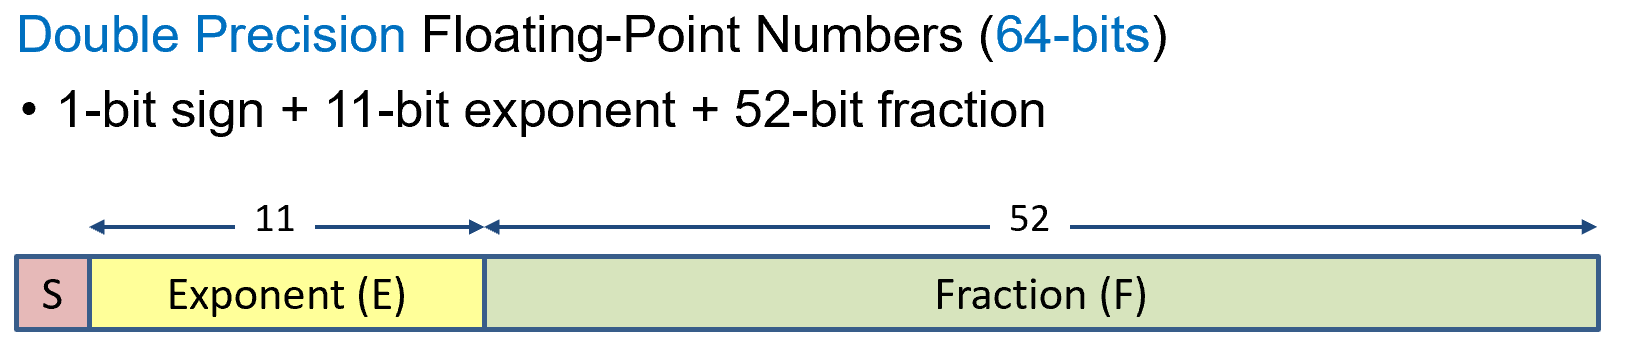 Double Precision Floating-Point Numbers (64-bits)
• 1-bit sign + 11-bit exponent + 52-bit fraction
11 52
S Exponent (E) Fraction (F)